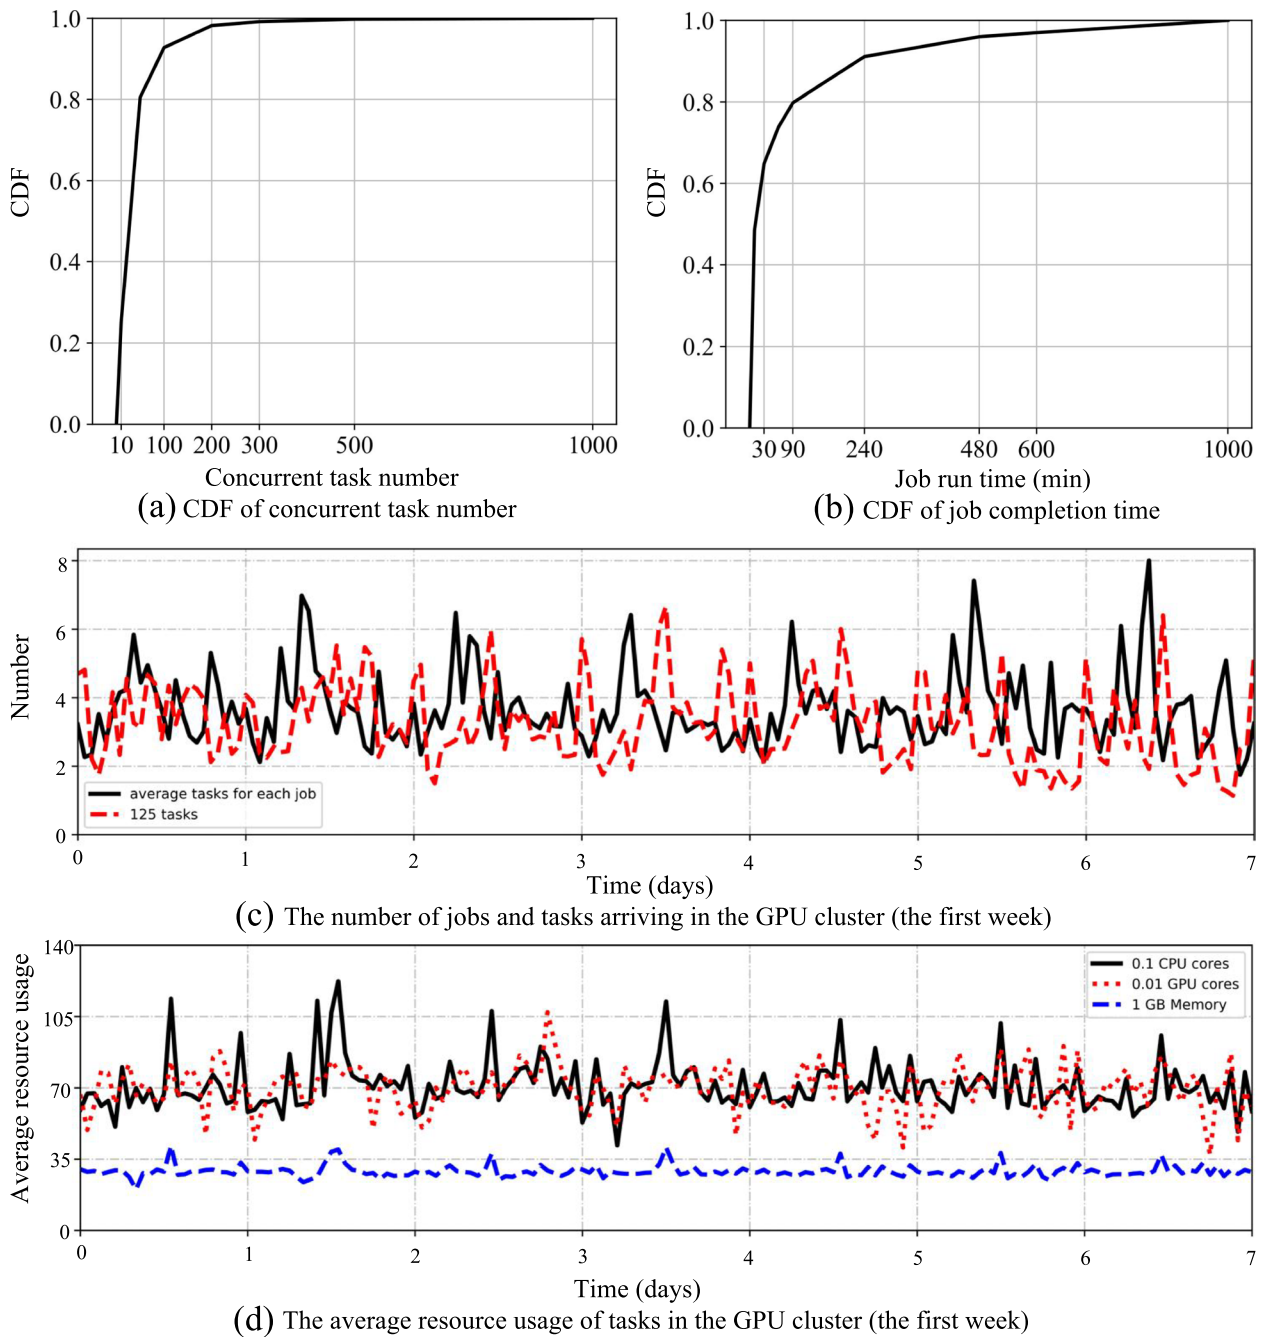 1.0
0.8
0.6
0.4
0.2
0.0
CDF
10 100 200 300 500 1000
Concurrent task number
(a) CDF of concurrent task number
1.0
0.8
0.6
0.4
0.2
0.0
CDF
30 90 240 480 600 1000
Job run time (min)
(b) CDF of job completion time
8
6
4
2
0
Number
average tasks for each job
125 tasks
0 1 2 3 4 5 6 7
Time (days)
(c) The number of jobs and tasks arriving in the GPU cluster (the first week)
140
105
70
35
0
Average resource usage
0.1 CPU cores
0.01 GPU cores
1 GB Memory
0 1 2 3 4 5 6 7
Time (days)
(d) The average resource usage of tasks in the GPU cluster (the first week)